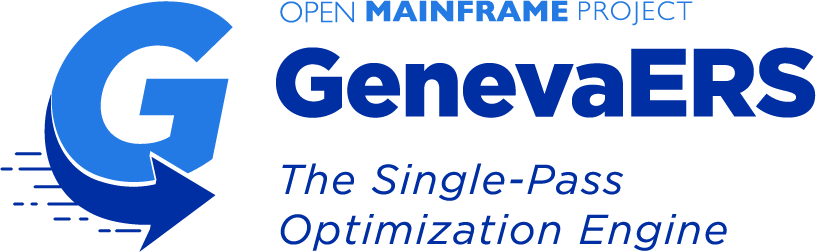 OPEN MAINFRAME PROJECT
GenevaERS
The Single-Pass
Optimization Engine